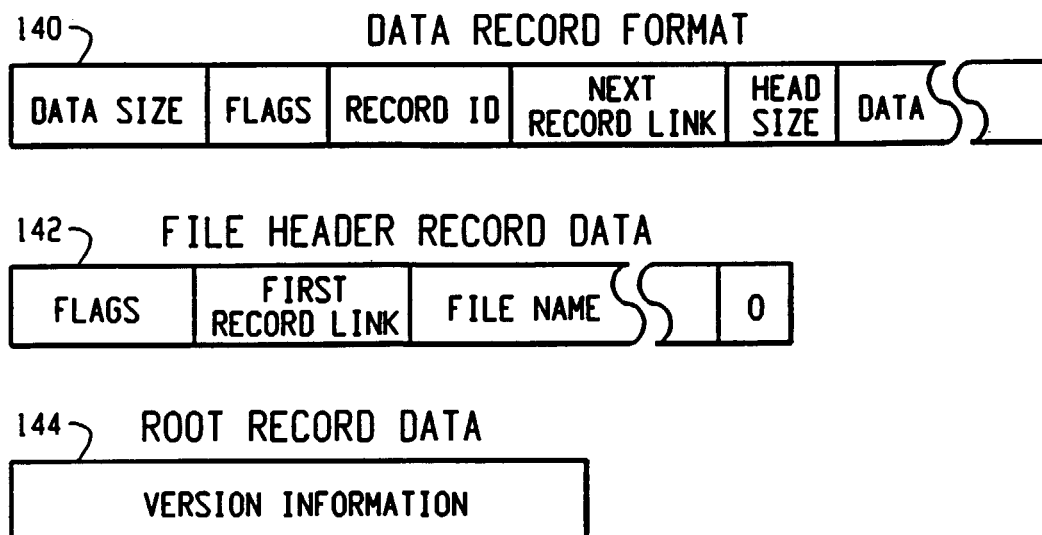 140 DATA RECORD FORMAT
DATA SIZE FLAGS RECORD ID NEXT RECORD LINK HEAD SIZE DATA
142 FILE HEADER RECORD DATA
FLAGS FIRST RECORD LINK FILE NAME 0
144 ROOT RECORD DATA
VERSION INFORMATION